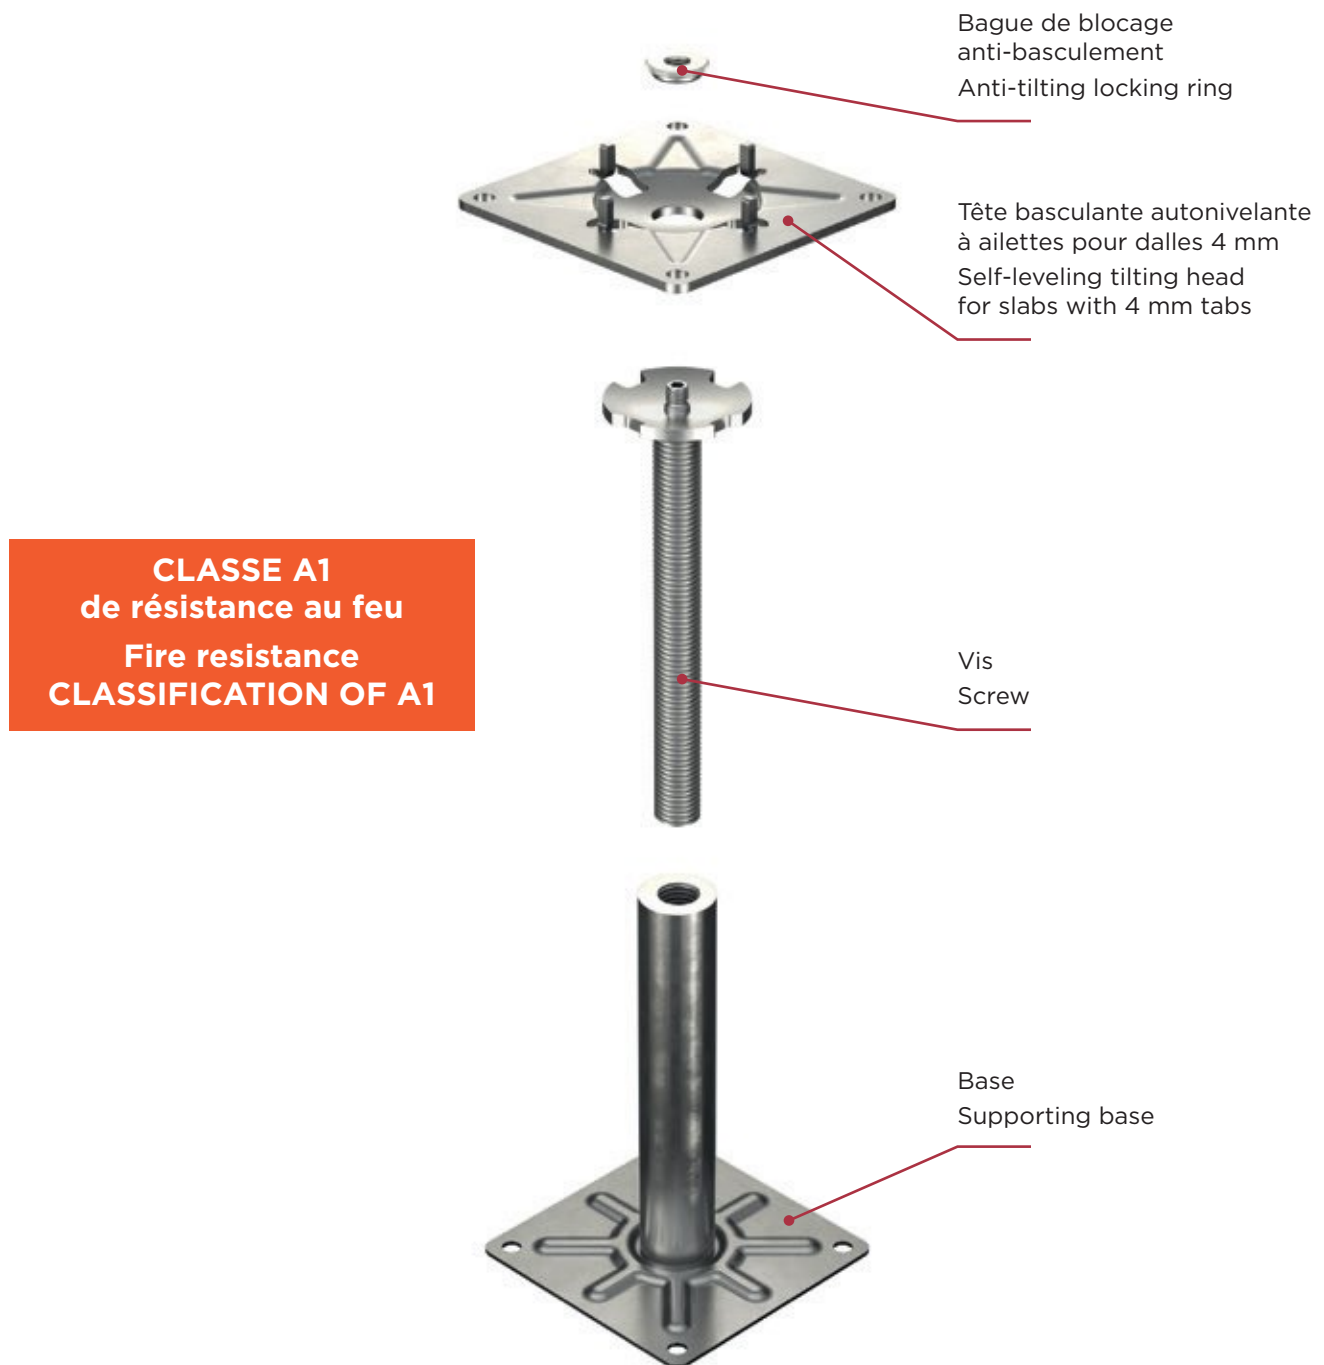 Bague de blocage
anti-basculement
Anti-tilting locking ring
Tête basculante autonivelante
à ailettes pour dalles 4 mm
Self-leveling tilting head
for slabs with 4 mm tabs
CLASSE A1
de résistance au feu
Fire resistance
CLASSIFICATION OF A1
Vis
Screw
Base
Supporting base